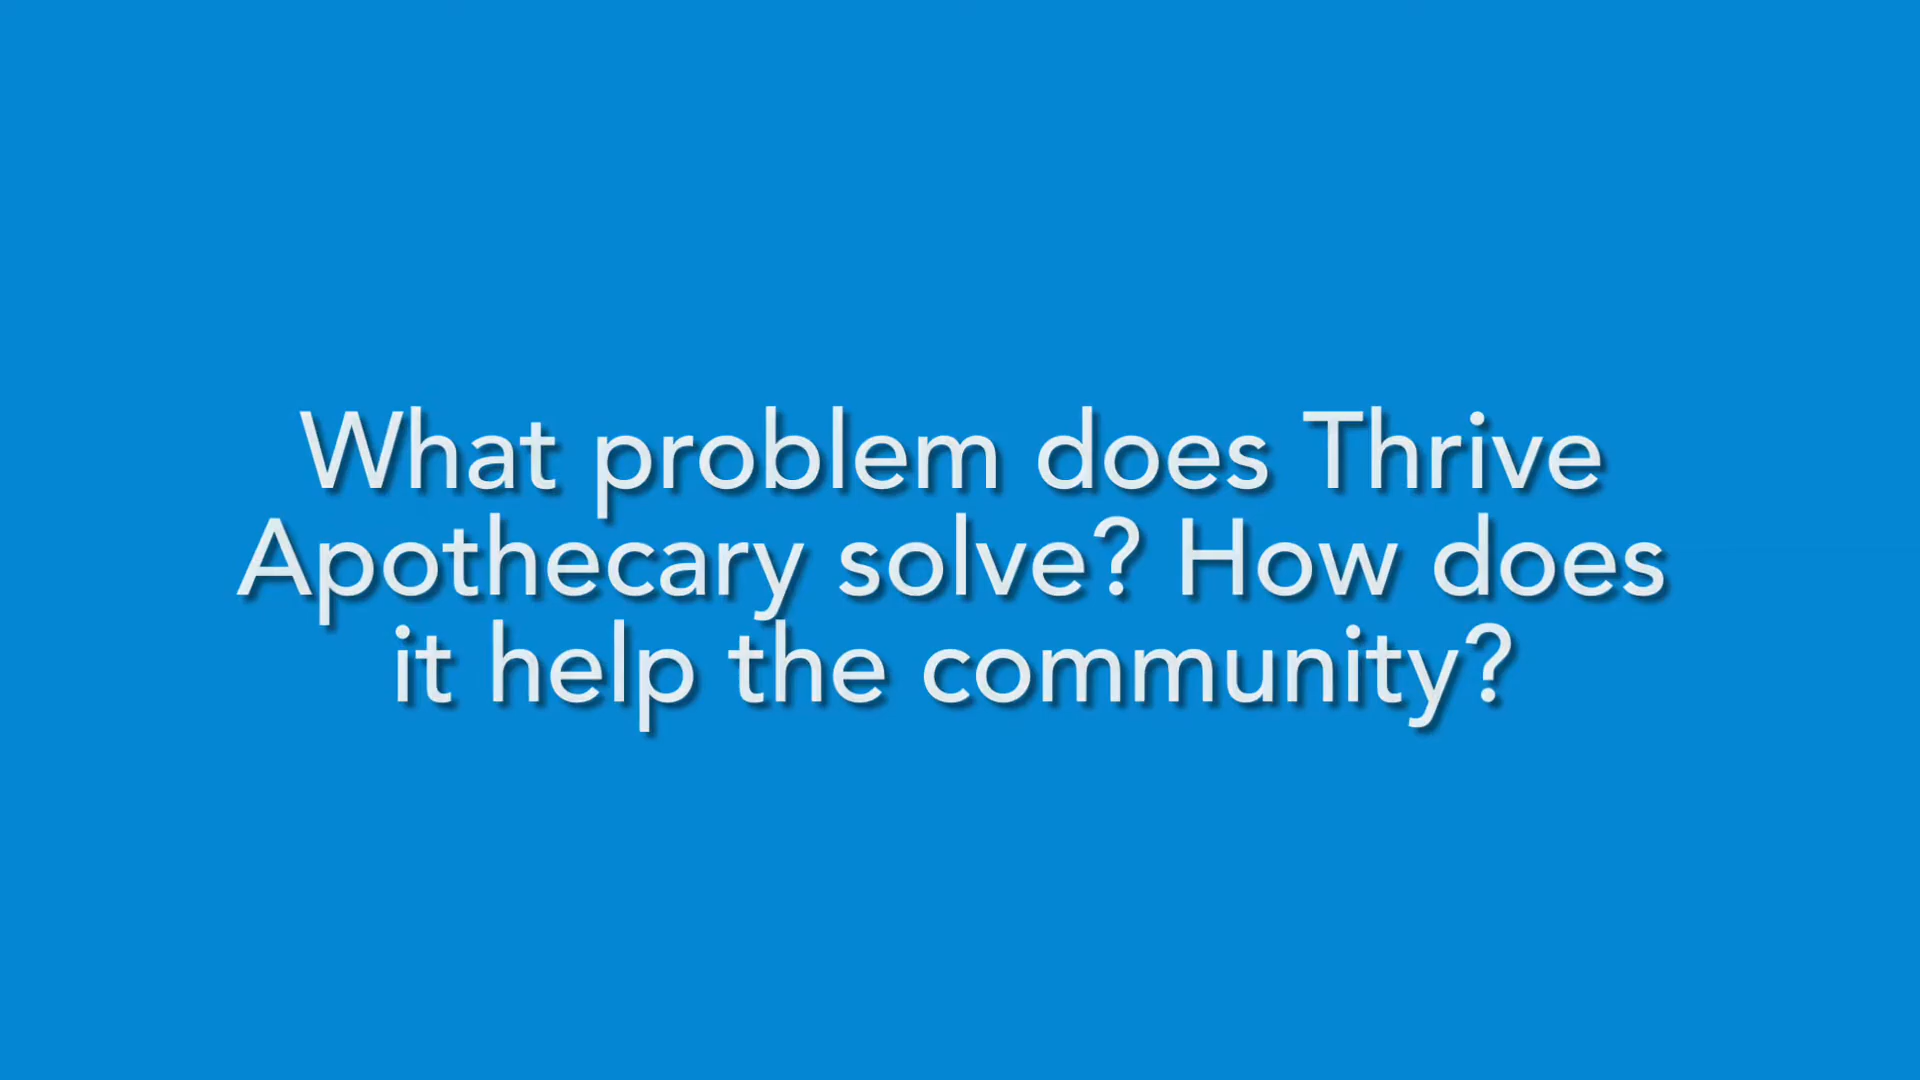 What problem does Thrive
Apothecary solve? How does
it help the community?